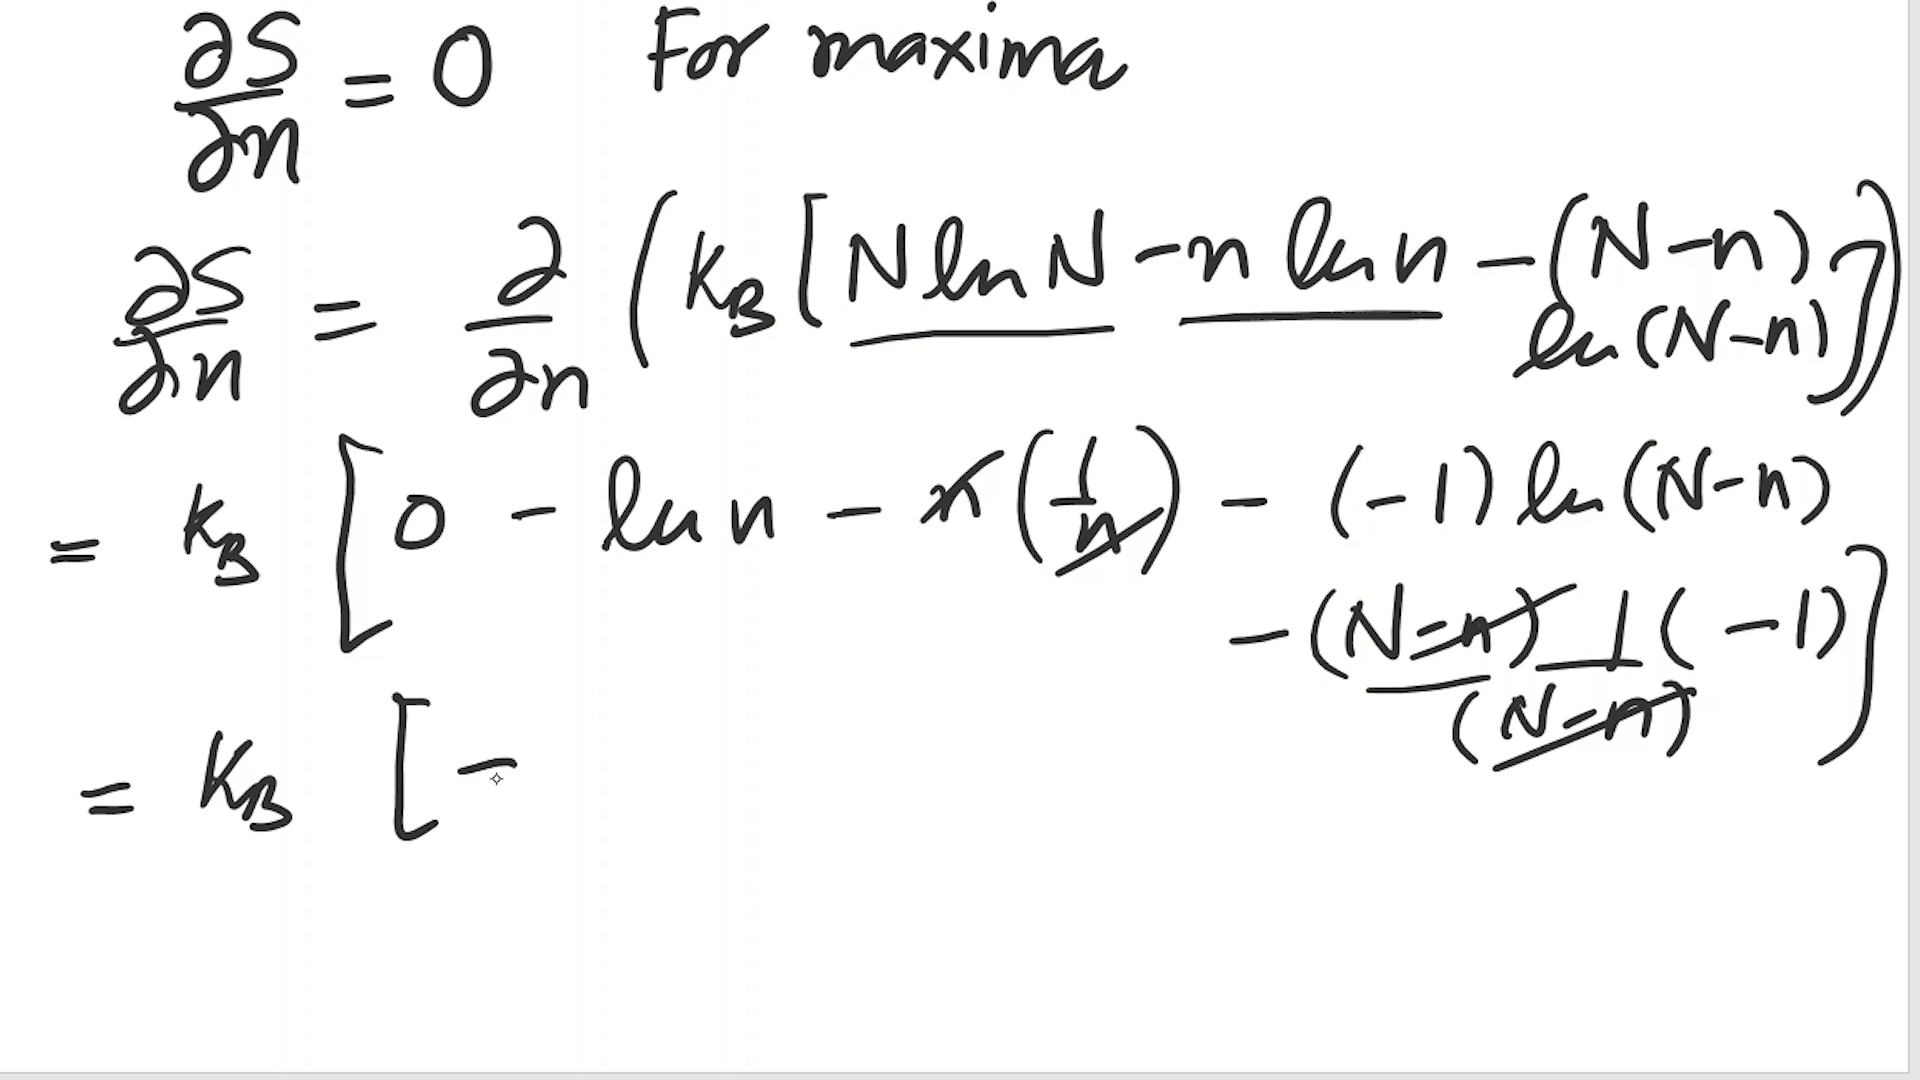 ∂S/∂n = 0 For maxima
∂S/∂n = ∂/∂n (K_B [N ln N - n ln n - (N-n)
ln (N-n)])
= K_B [0 - ln n - n (1/n) - (-1) ln (N-n)
- (N-n) 1/(N-n) (-1)]
= K_B [-